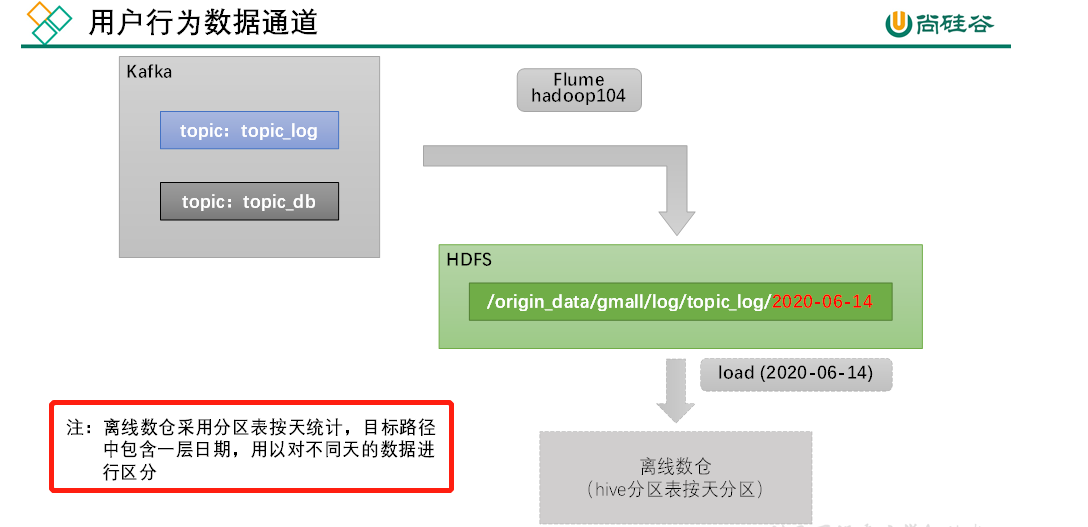 用户行为数据通道
尚硅谷
Kafka
topic：topic_log
topic：topic_db
Flume
hadoop104
HDFS
/origin_data/gmall/log/topic_log/2020-06-14
load (2020-06-14)
注：离线数仓采用分区表按天统计，目标路径
中包含一层日期，用以对不同天的数据进
行区分
离线数仓
（hive分区表按天分区）